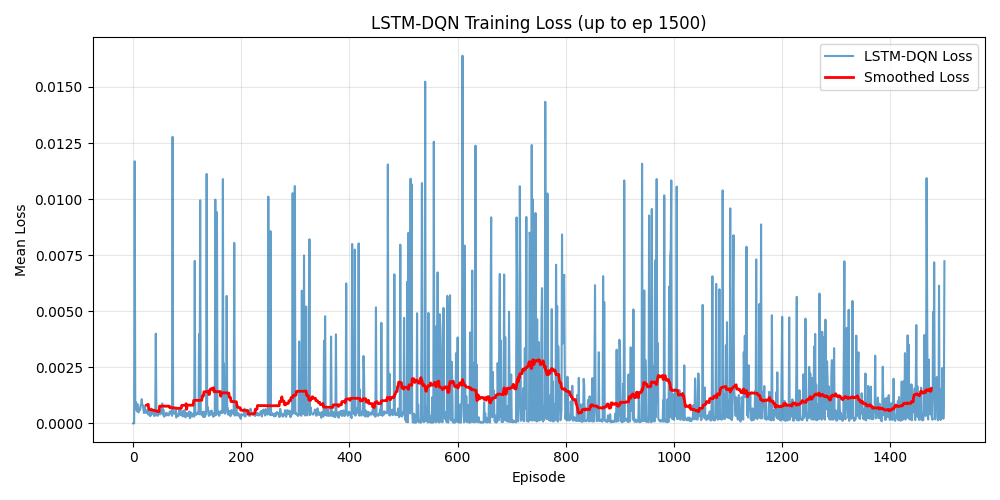 LSTM-DQN Training Loss (up to ep 1500)
LSTM-DQN Loss
Smoothed Loss
Mean Loss
0.0150
0.0125
0.0100
0.0075
0.0050
0.0025
0.0000
0 200 400 600 800 1000 1200 1400
Episode